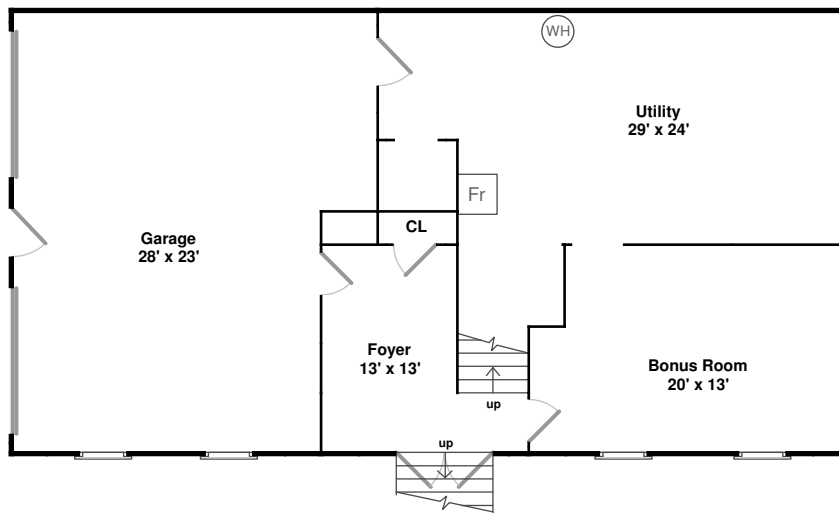 WH
Utility
29' x 24'
Fr
CL
Garage
28' x 23'
Foyer
13' x 13'
Bonus Room
20' x 13'
up
up